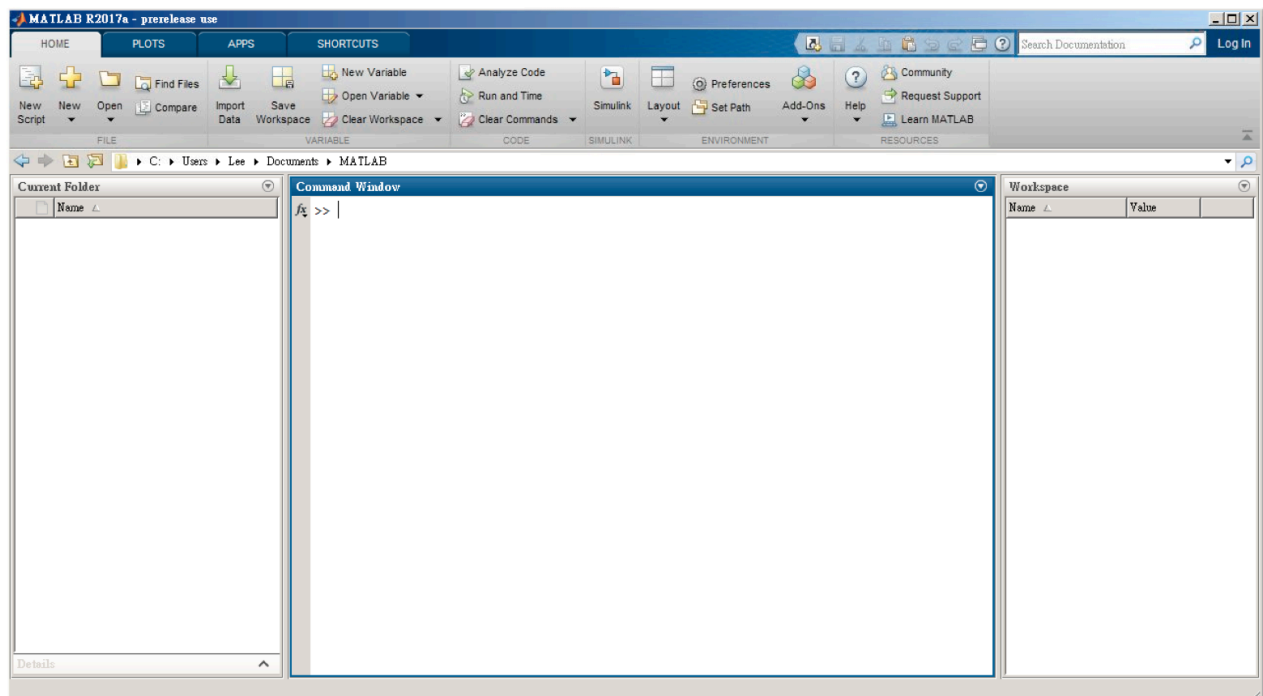 MATLAB R2017a - prerelease use
HOME PLOTS APPS SHORTCUTS
Search Documentation
Log In
New Script
New
Open
Find Files
Compare
Import Data
Save Workspace
New Variable
Open Variable
Clear Workspace
Analyze Code
Run and Time
Clear Commands
Simulink
Layout
Preferences
Set Path
Add-Ons
Help
Community
Request Support
Learn MATLAB
FILE VARIABLE CODE SIMULINK ENVIRONMENT RESOURCES
C: Users Lee Documents MATLAB
Current Folder
Name
Details
Command Window
fx >>
Workspace
Name Value